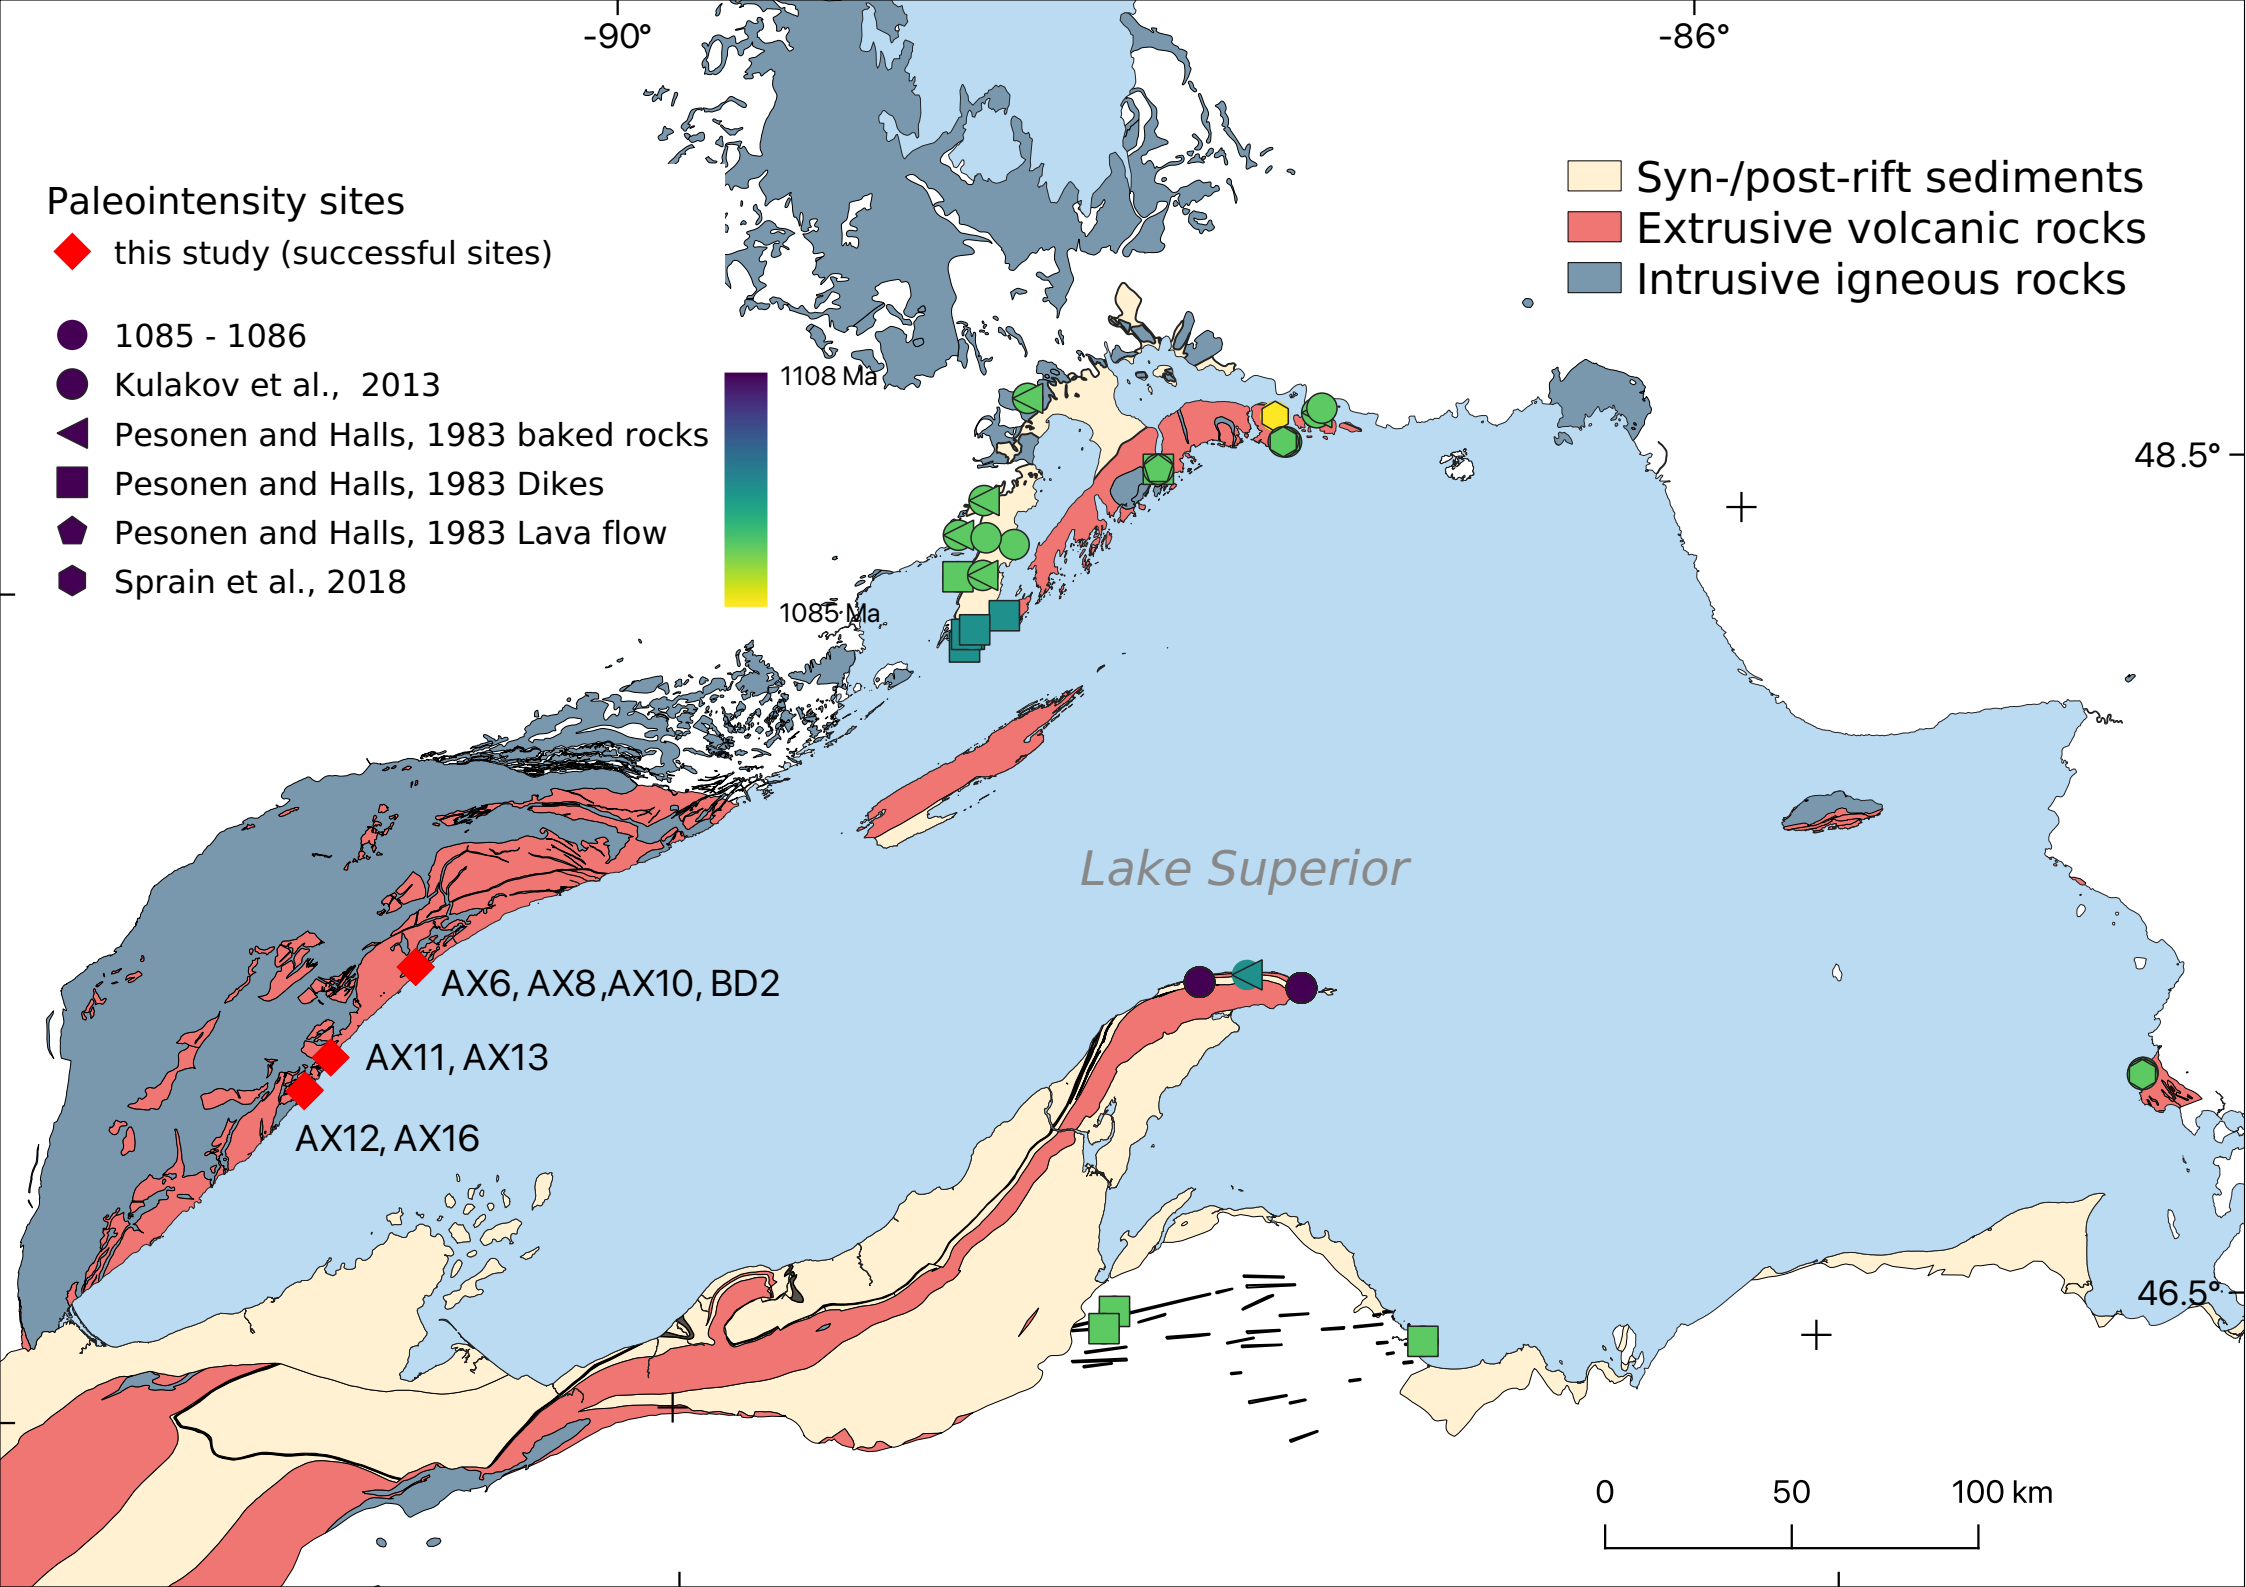 -90°
-86°
Paleointensity sites
this study (successful sites)
1085 - 1086
Kulakov et al.,  2013
Pesonen and Halls, 1983 baked rocks
Pesonen and Halls, 1983 Dikes
Pesonen and Halls, 1983 Lava flow
Sprain et al., 2018
1108 Ma
1085 Ma
Syn-/post-rift sediments
Extrusive volcanic rocks
Intrusive igneous rocks
48.5°
Lake Superior
AX6, AX8,AX10, BD2
AX11, AX13
AX12, AX16
46.5°
0 50 100 km